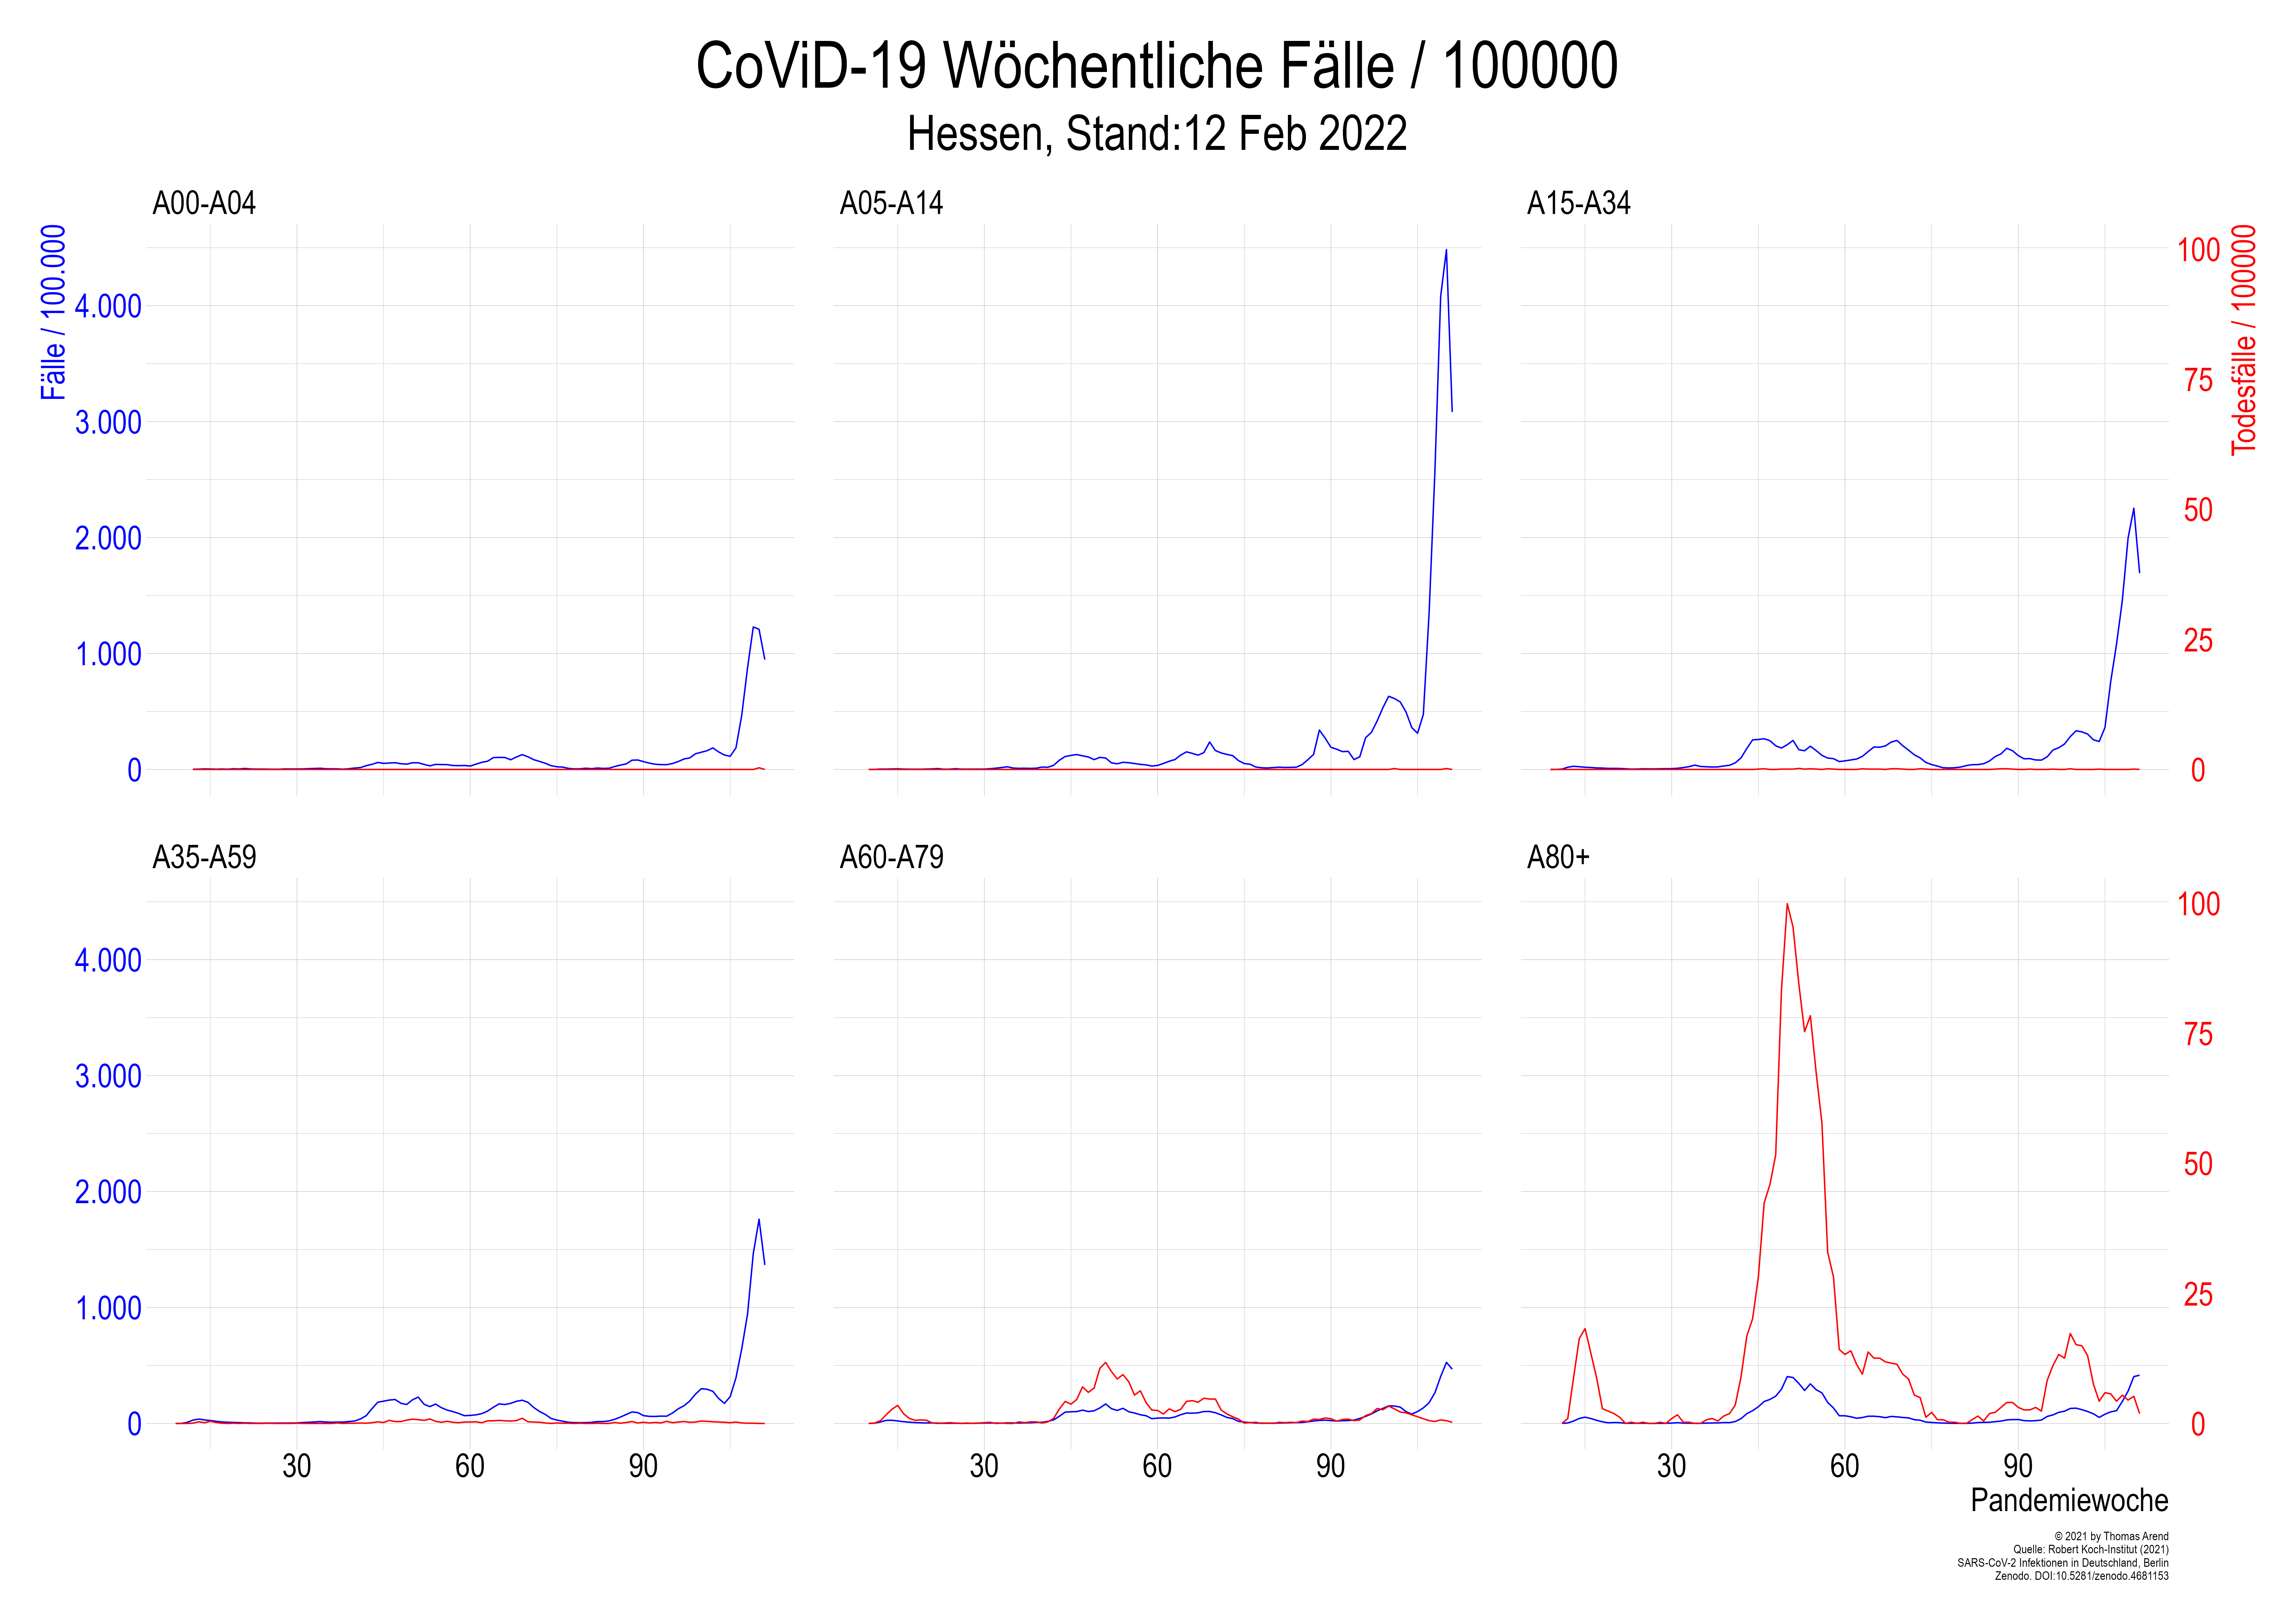 CoViD-19 Wöchentliche Fälle / 100000
Hessen, Stand:12 Feb 2022
A00-A04
A05-A14
A15-A34
Fälle / 100.000
4.000
3.000
2.000
1.000
0
100
75
50
25
0
Todesfälle / 100000
A35-A59
A60-A79
A80+
4.000
3.000
2.000
1.000
0
100
75
50
25
0
30 60 90
30 60 90
30 60 90
Pandemiewoche
© 2021 by Thomas Arend
Quelle: Robert Koch-Institut (2021)
SARS-CoV-2 Infektionen in Deutschland, Berlin
Zenodo. DOI:10.5281/zenodo.4681153